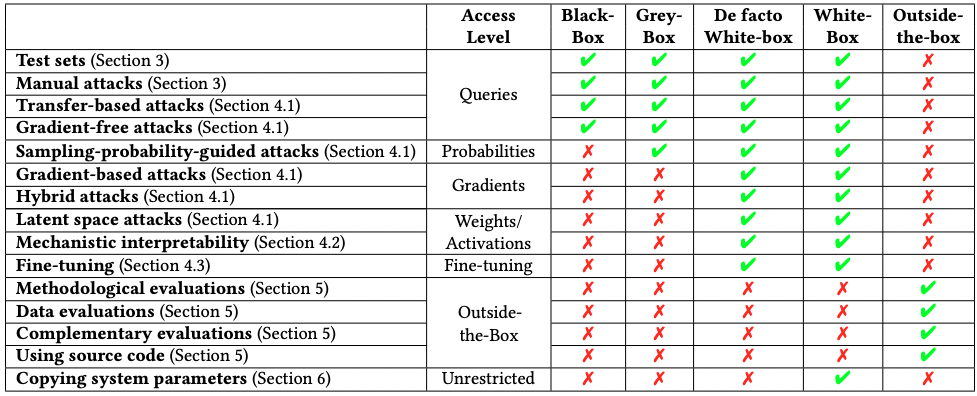 Access Level Black-Box Grey-Box De facto White-box White-Box Outside-the-box
Test sets (Section 3) Queries ✔ ✔ ✔ ✔ ✗
Manual attacks (Section 3) ✔ ✔ ✔ ✔ ✗
Transfer-based attacks (Section 4.1) ✔ ✔ ✔ ✔ ✗
Gradient-free attacks (Section 4.1) ✔ ✔ ✔ ✔ ✗
Sampling-probability-guided attacks (Section 4.1) Probabilities ✗ ✔ ✔ ✔ ✗
Gradient-based attacks (Section 4.1) Gradients ✗ ✗ ✔ ✔ ✗
Hybrid attacks (Section 4.1) ✗ ✗ ✔ ✔ ✗
Latent space attacks (Section 4.1) Weights/ ✗ ✗ ✔ ✔ ✗
Mechanistic interpretability (Section 4.2) Activations ✗ ✗ ✔ ✔ ✗
Fine-tuning (Section 4.3) Fine-tuning ✗ ✗ ✔ ✔ ✗
Methodological evaluations (Section 5) ✗ ✗ ✗ ✗ ✔
Data evaluations (Section 5) Outside- ✗ ✗ ✗ ✗ ✔
Complementary evaluations (Section 5) the-Box ✗ ✗ ✗ ✗ ✔
Using source code (Section 5) ✗ ✗ ✗ ✗ ✔
Copying system parameters (Section 6) Unrestricted ✗ ✗ ✗ ✔ ✗